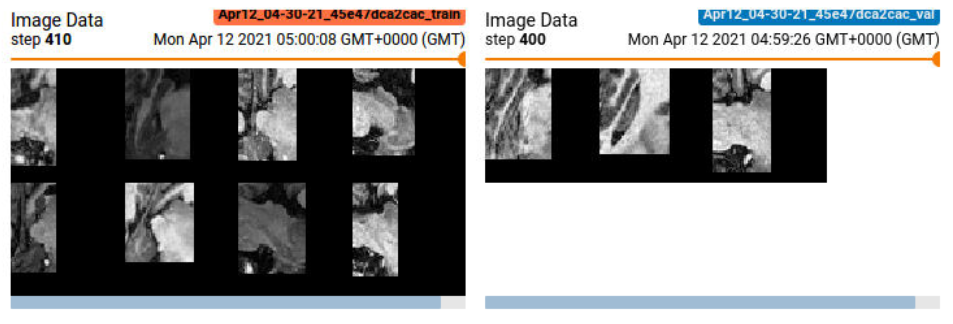 Apr12_04-30-21_45e47dca2cac_train
Image Data
step 410
Mon Apr 12 2021 05:00:08 GMT+0000 (GMT)
Apr12_04-30-21_45e47dca2cac_val
Image Data
step 400
Mon Apr 12 2021 04:59:26 GMT+0000 (GMT)